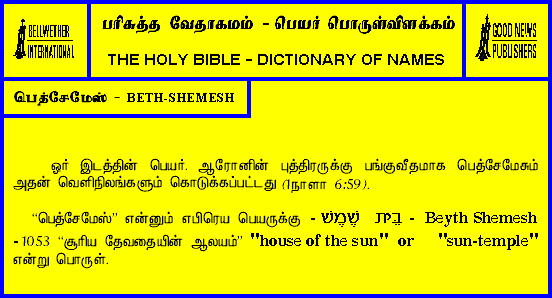 BELLWETHER
INTERNATIONAL
பரிசுத்த வேதாகமம் - பெயர் பொருள்விளக்கம்
THE HOLY BIBLE - DICTIONARY OF NAMES
GOOD NEWS
PUBLISHERS
பெத்சேமேஸ் - BETH-SHEMESH
ஓர் இடத்தின் பெயர். ஆரோனின் புத்திரருக்கு பங்குவீதமாக பெத்சேமேசும்
அதன் வெளிநிலங்களும் கொடுக்கப்பட்டது (1நாளா 6:59).
“பெத்சேமேஸ்” என்னும் எபிரெய பெயருக்கு - בֵּית שֶׁמֶשׁ - Beyth Shemesh
- 1053 “சூரிய தேவதையின் ஆலயம்” "house of the sun" or "sun-temple"
என்று பொருள்.